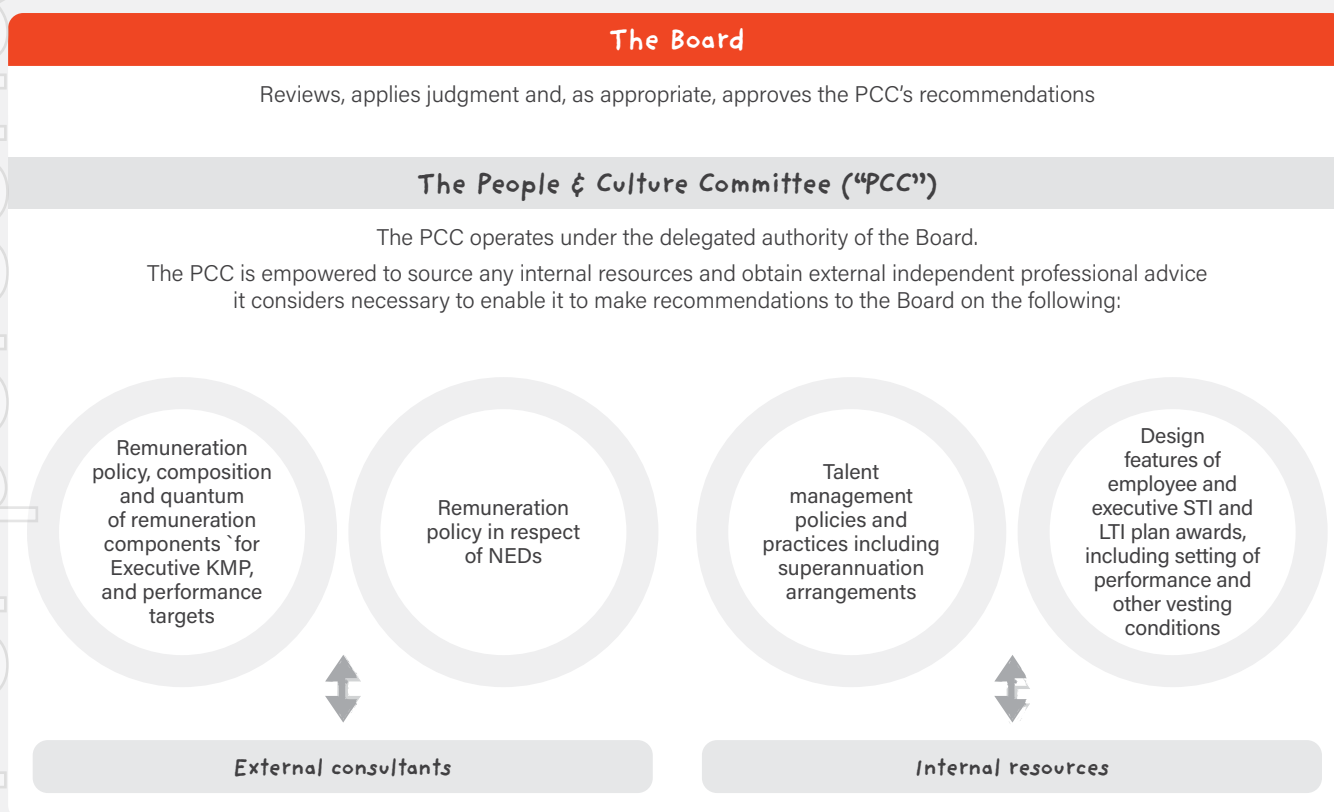 The Board
Reviews, applies judgment and, as appropriate, approves the PCC's recommendations
The People & Culture Committee (“PCC”)
The PCC operates under the delegated authority of the Board.
The PCC is empowered to source any internal resources and obtain external independent professional advice
it considers necessary to enable it to make recommendations to the Board on the following:
Remuneration
policy, composition
and quantum
of remuneration
components `for
Executive KMP,
and performance
targets
Remuneration
policy in respect
of NEDs
Talent
management
policies and
practices including
superannuation
arrangements
Design
features of
employee and
executive STI and
LTI plan awards,
including setting of
performance and
other vesting
conditions
External consultants
Internal resources